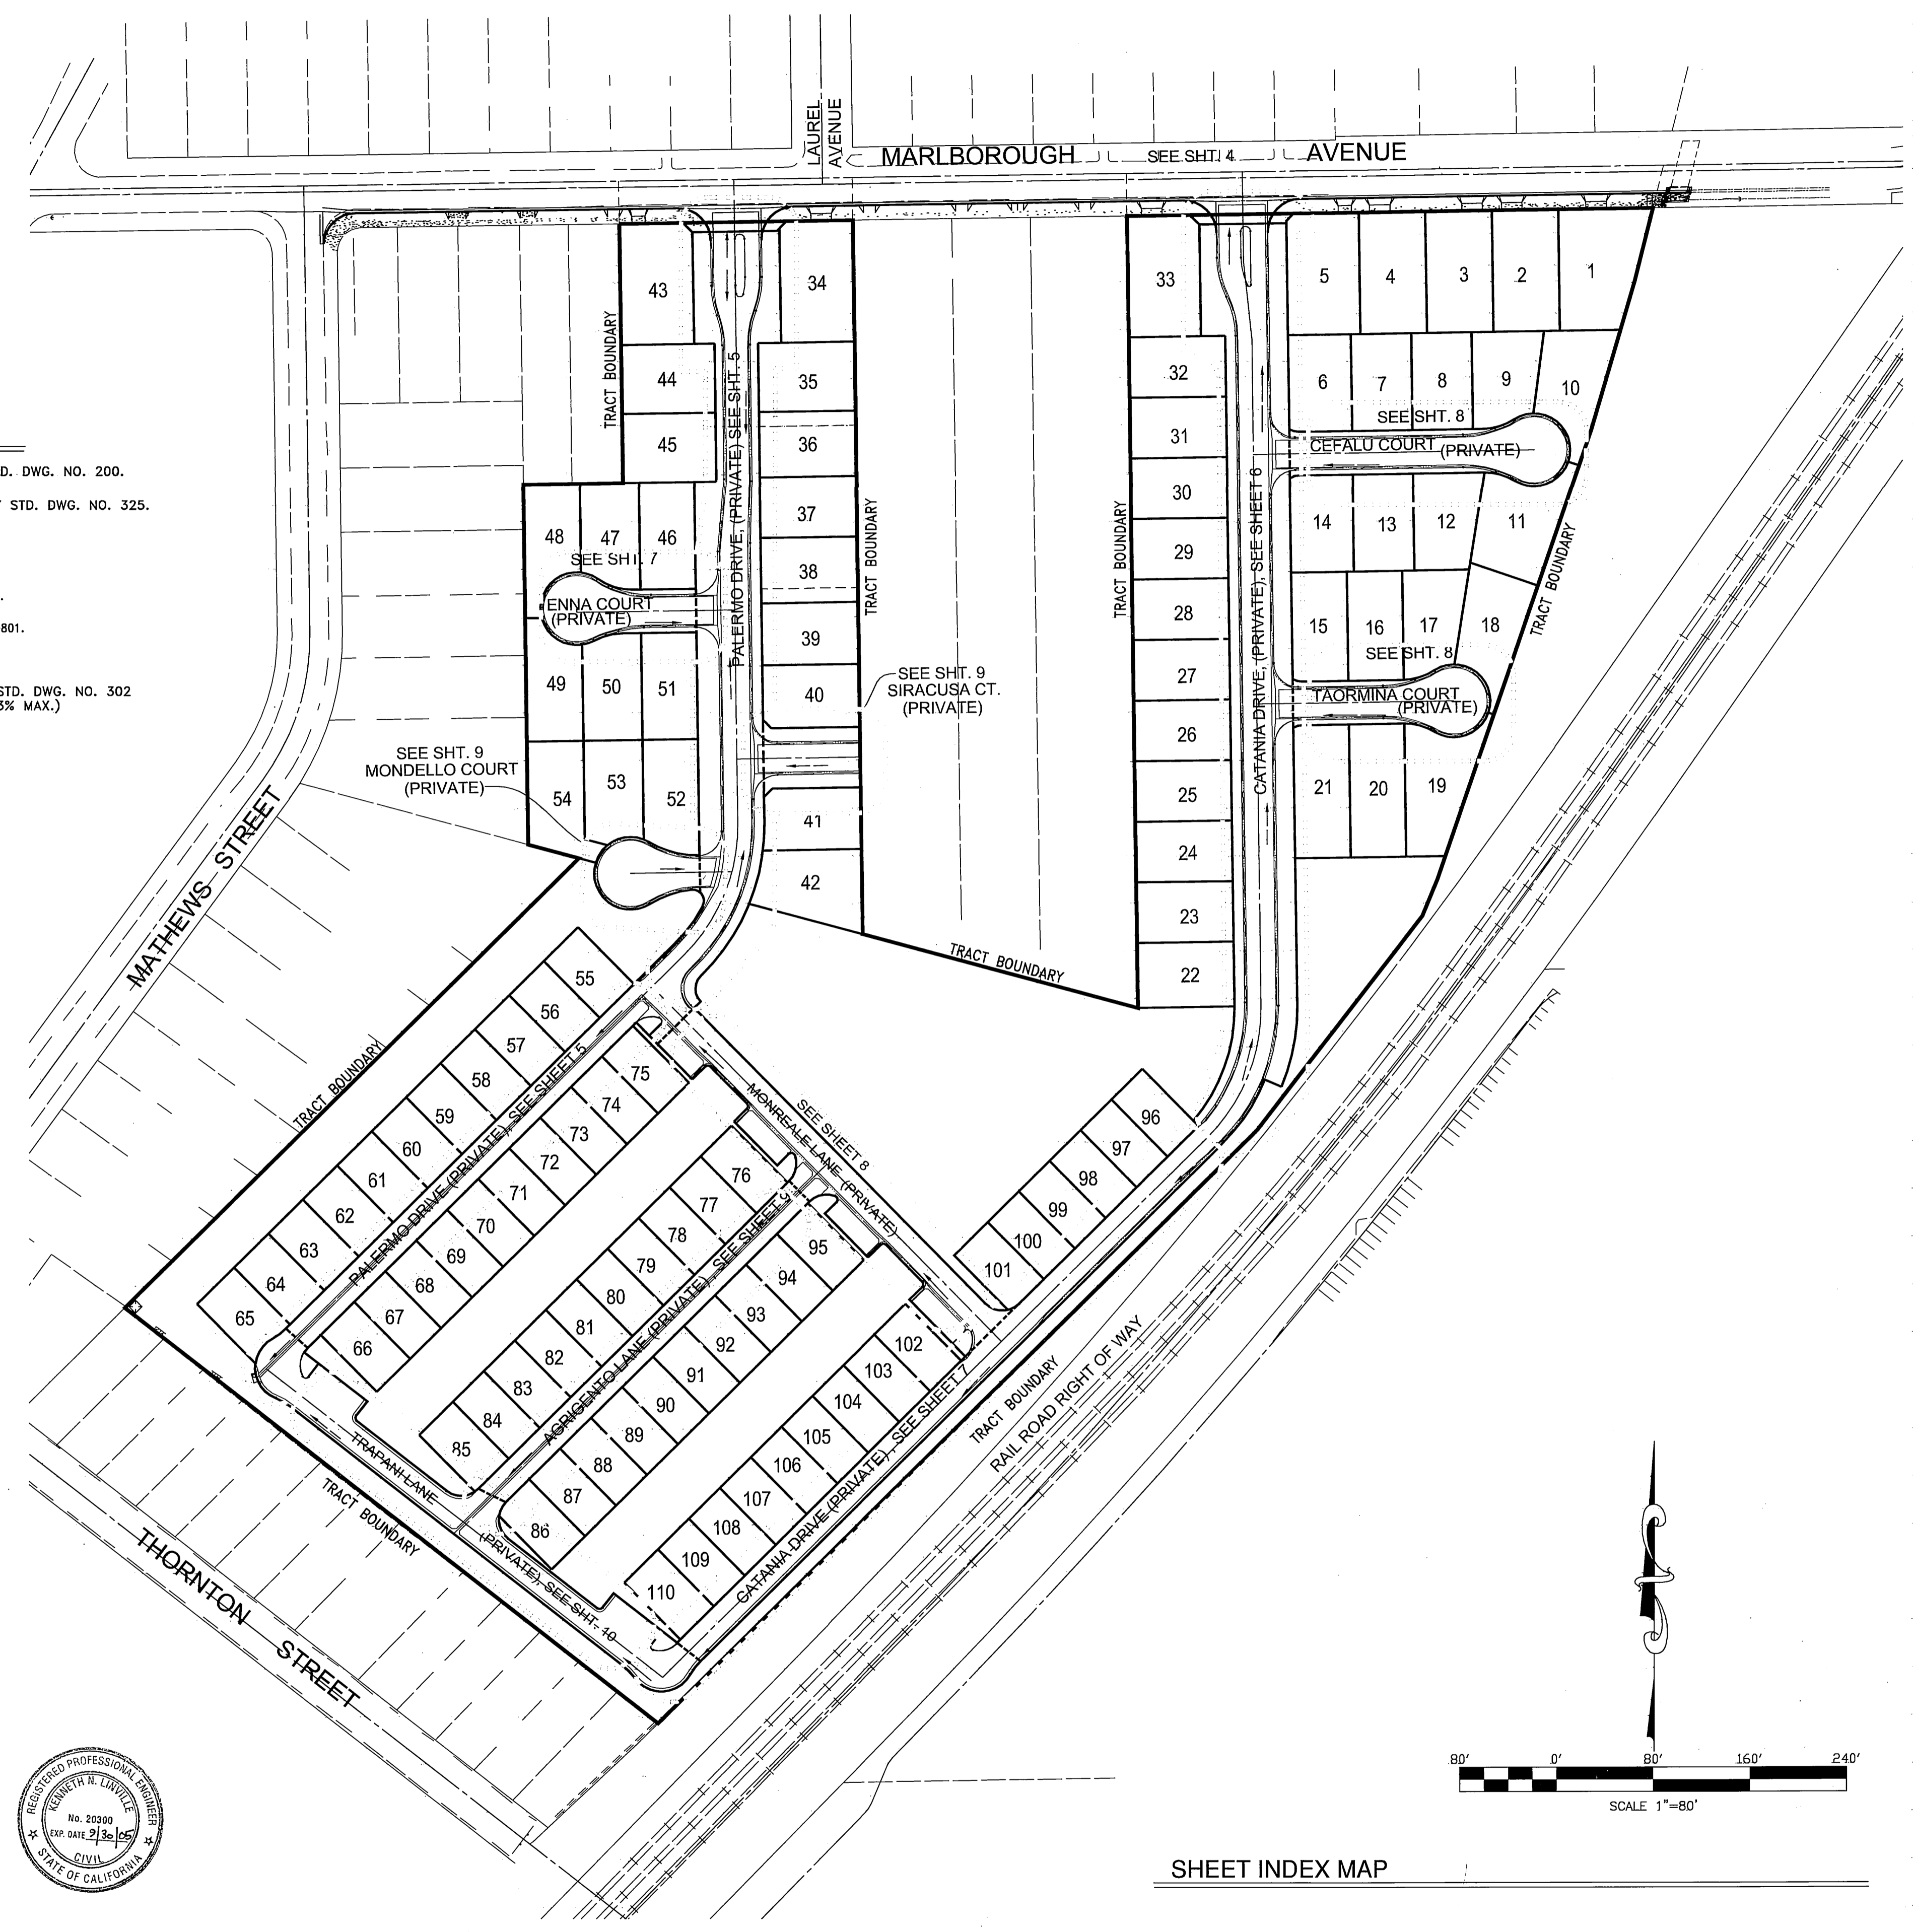 LAUREL
AVENUE
MARLBOROUGH
SEE SHT. 4
AVENUE
43
34
33
5
4
3
2
1
TRACT BOUNDARY
44
35
32
6
7
8
9
10
SEE SHT. 8
CEFALU COURT (PRIVATE)
45
36
31
PALERMO DRIVE, (PRIVATE) SEE SHT. 5
CATANIA DRIVE, (PRIVATE), SEE SHEET 6
D. DWG. NO. 200.
STD. DWG. NO. 325.
801.
STD. DWG. NO. 302
3% MAX.)
48
47
46
SEE SHT. 7
37
TRACT BOUNDARY
TRACT BOUNDARY
30
14
13
12
11
TRACT BOUNDARY
38
29
ENNA COURT
(PRIVATE)
39
28
15
16
17
18
SEE SHT. 8
49
50
51
40
SEE SHT. 9
SIRACUSA CT.
(PRIVATE)
27
TAORMINA COURT
(PRIVATE)
26
SEE SHT. 9
MONDELLO COURT
(PRIVATE)
54
53
52
41
25
21
20
19
42
24
23
22
MATHEWS STREET
TRACT BOUNDARY
55
56
57
58
59
60
61
62
63
64
65
TRACT BOUNDARY
PALERMO DRIVE (PRIVATE), SEE SHEET 5
75
74
73
72
71
70
69
68
67
66
MONREALE LANE (PRIVATE)
SEE SHEET 8
76
77
78
79
80
81
82
83
84
85
AGRIGENTO LANE (PRIVATE), SEE SHEET 9
95
94
93
92
91
90
89
88
87
86
96
97
98
99
100
101
102
103
104
105
106
107
108
109
110
CATANIA DRIVE (PRIVATE), SEE SHEET 7
TRACT BOUNDARY
RAIL ROAD RIGHT OF WAY
TRAPANI LANE
(PRIVATE), SEE SHT. 10
TRACT BOUNDARY
THORNTON STREET
REGISTERED PROFESSIONAL ENGINEER
KENNETH N. LINVILLE
No. 20300
EXP. DATE 9/30/05
CIVIL
STATE OF CALIFORNIA
80' 0' 80' 160' 240'
SCALE 1"=80'
SHEET INDEX MAP